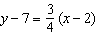 y − 7 = 3/4 (x − 2)